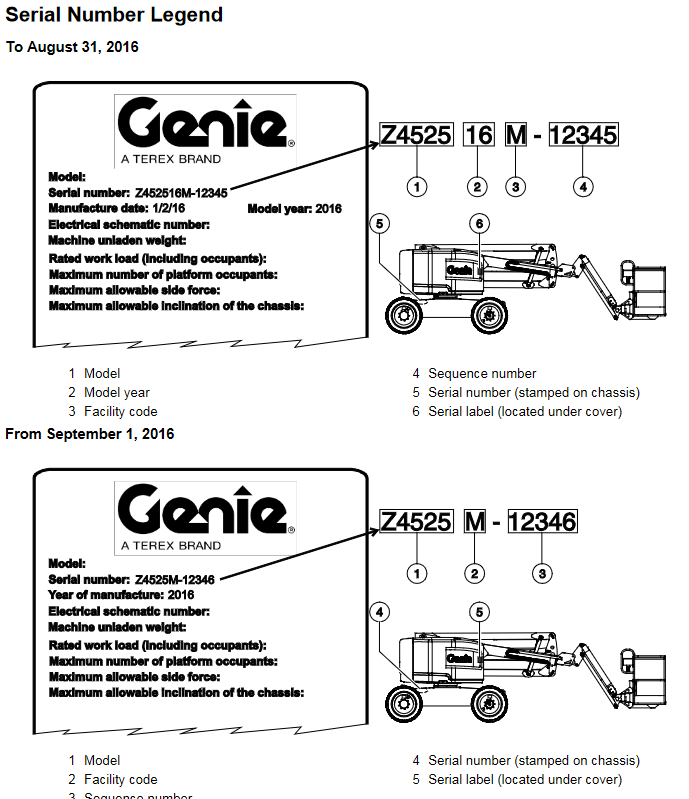 Serial Number Legend
To August 31, 2016
Genie®
A TEREX BRAND
Model:
Serial number: Z452516M-12345
Manufacture date: 1/2/16 Model year: 2016
Electrical schematic number:
Machine unladen weight:
Rated work load (including occupants):
Maximum number of platform occupants:
Maximum allowable side force:
Maximum allowable inclination of the chassis:
Z4525 16 M - 12345
1 2 3 4
5 6
Genie
1 Model
2 Model year
3 Facility code
4 Sequence number
5 Serial number (stamped on chassis)
6 Serial label (located under cover)
From September 1, 2016
Genie®
A TEREX BRAND
Model:
Serial number: Z4525M-12346
Year of manufacture: 2016
Electrical schematic number:
Machine unladen weight:
Rated work load (including occupants):
Maximum number of platform occupants:
Maximum allowable side force:
Maximum allowable inclination of the chassis:
Z4525 M - 12346
1 2 3
4 5
Genie
1 Model
2 Facility code
3 Sequence number
4 Serial number (stamped on chassis)
5 Serial label (located under cover)